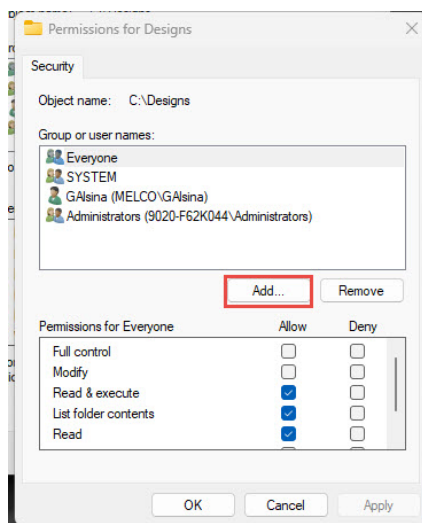 Permissions for Designs
Security
Object name: C:\Designs
Group or user names:
Everyone
SYSTEM
GAlsina (MELCO\GAlsina)
Administrators (9020-F62K044\Administrators)
Add... Remove
Permissions for Everyone Allow Deny
Full control
Modify
Read & execute
List folder contents
Read
OK Cancel Apply